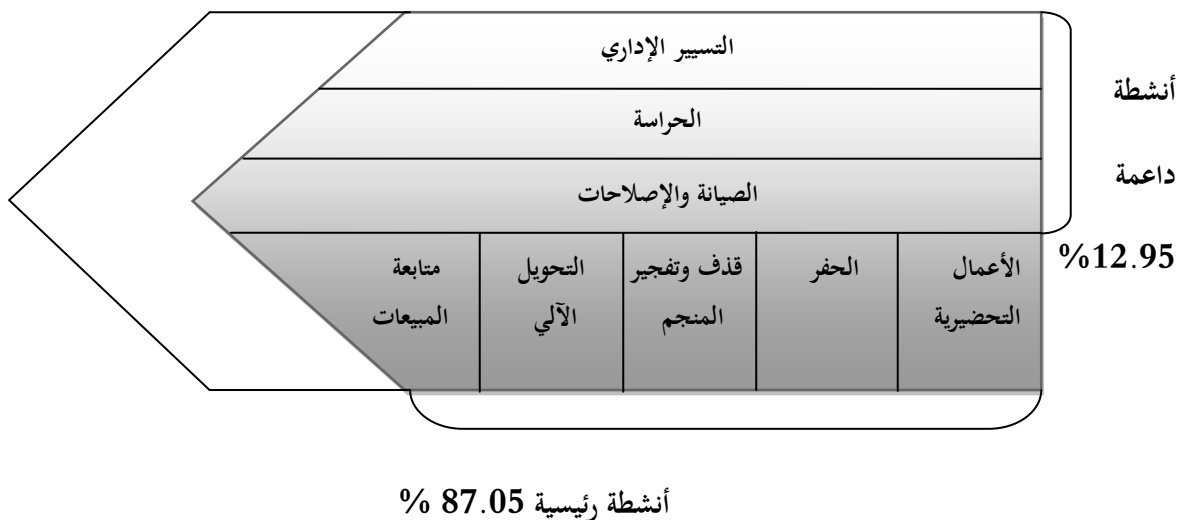 التسيير الإداري
الحراسة
الصيانة والإصلاحات
أنشطة
داعمة
%12.95
الأعمال
التحضيرية
الحفر
قذف وتفجير
المنجم
التحويل
الآلي
متابعة
المبيعات
أنشطة رئيسية 87.05 %